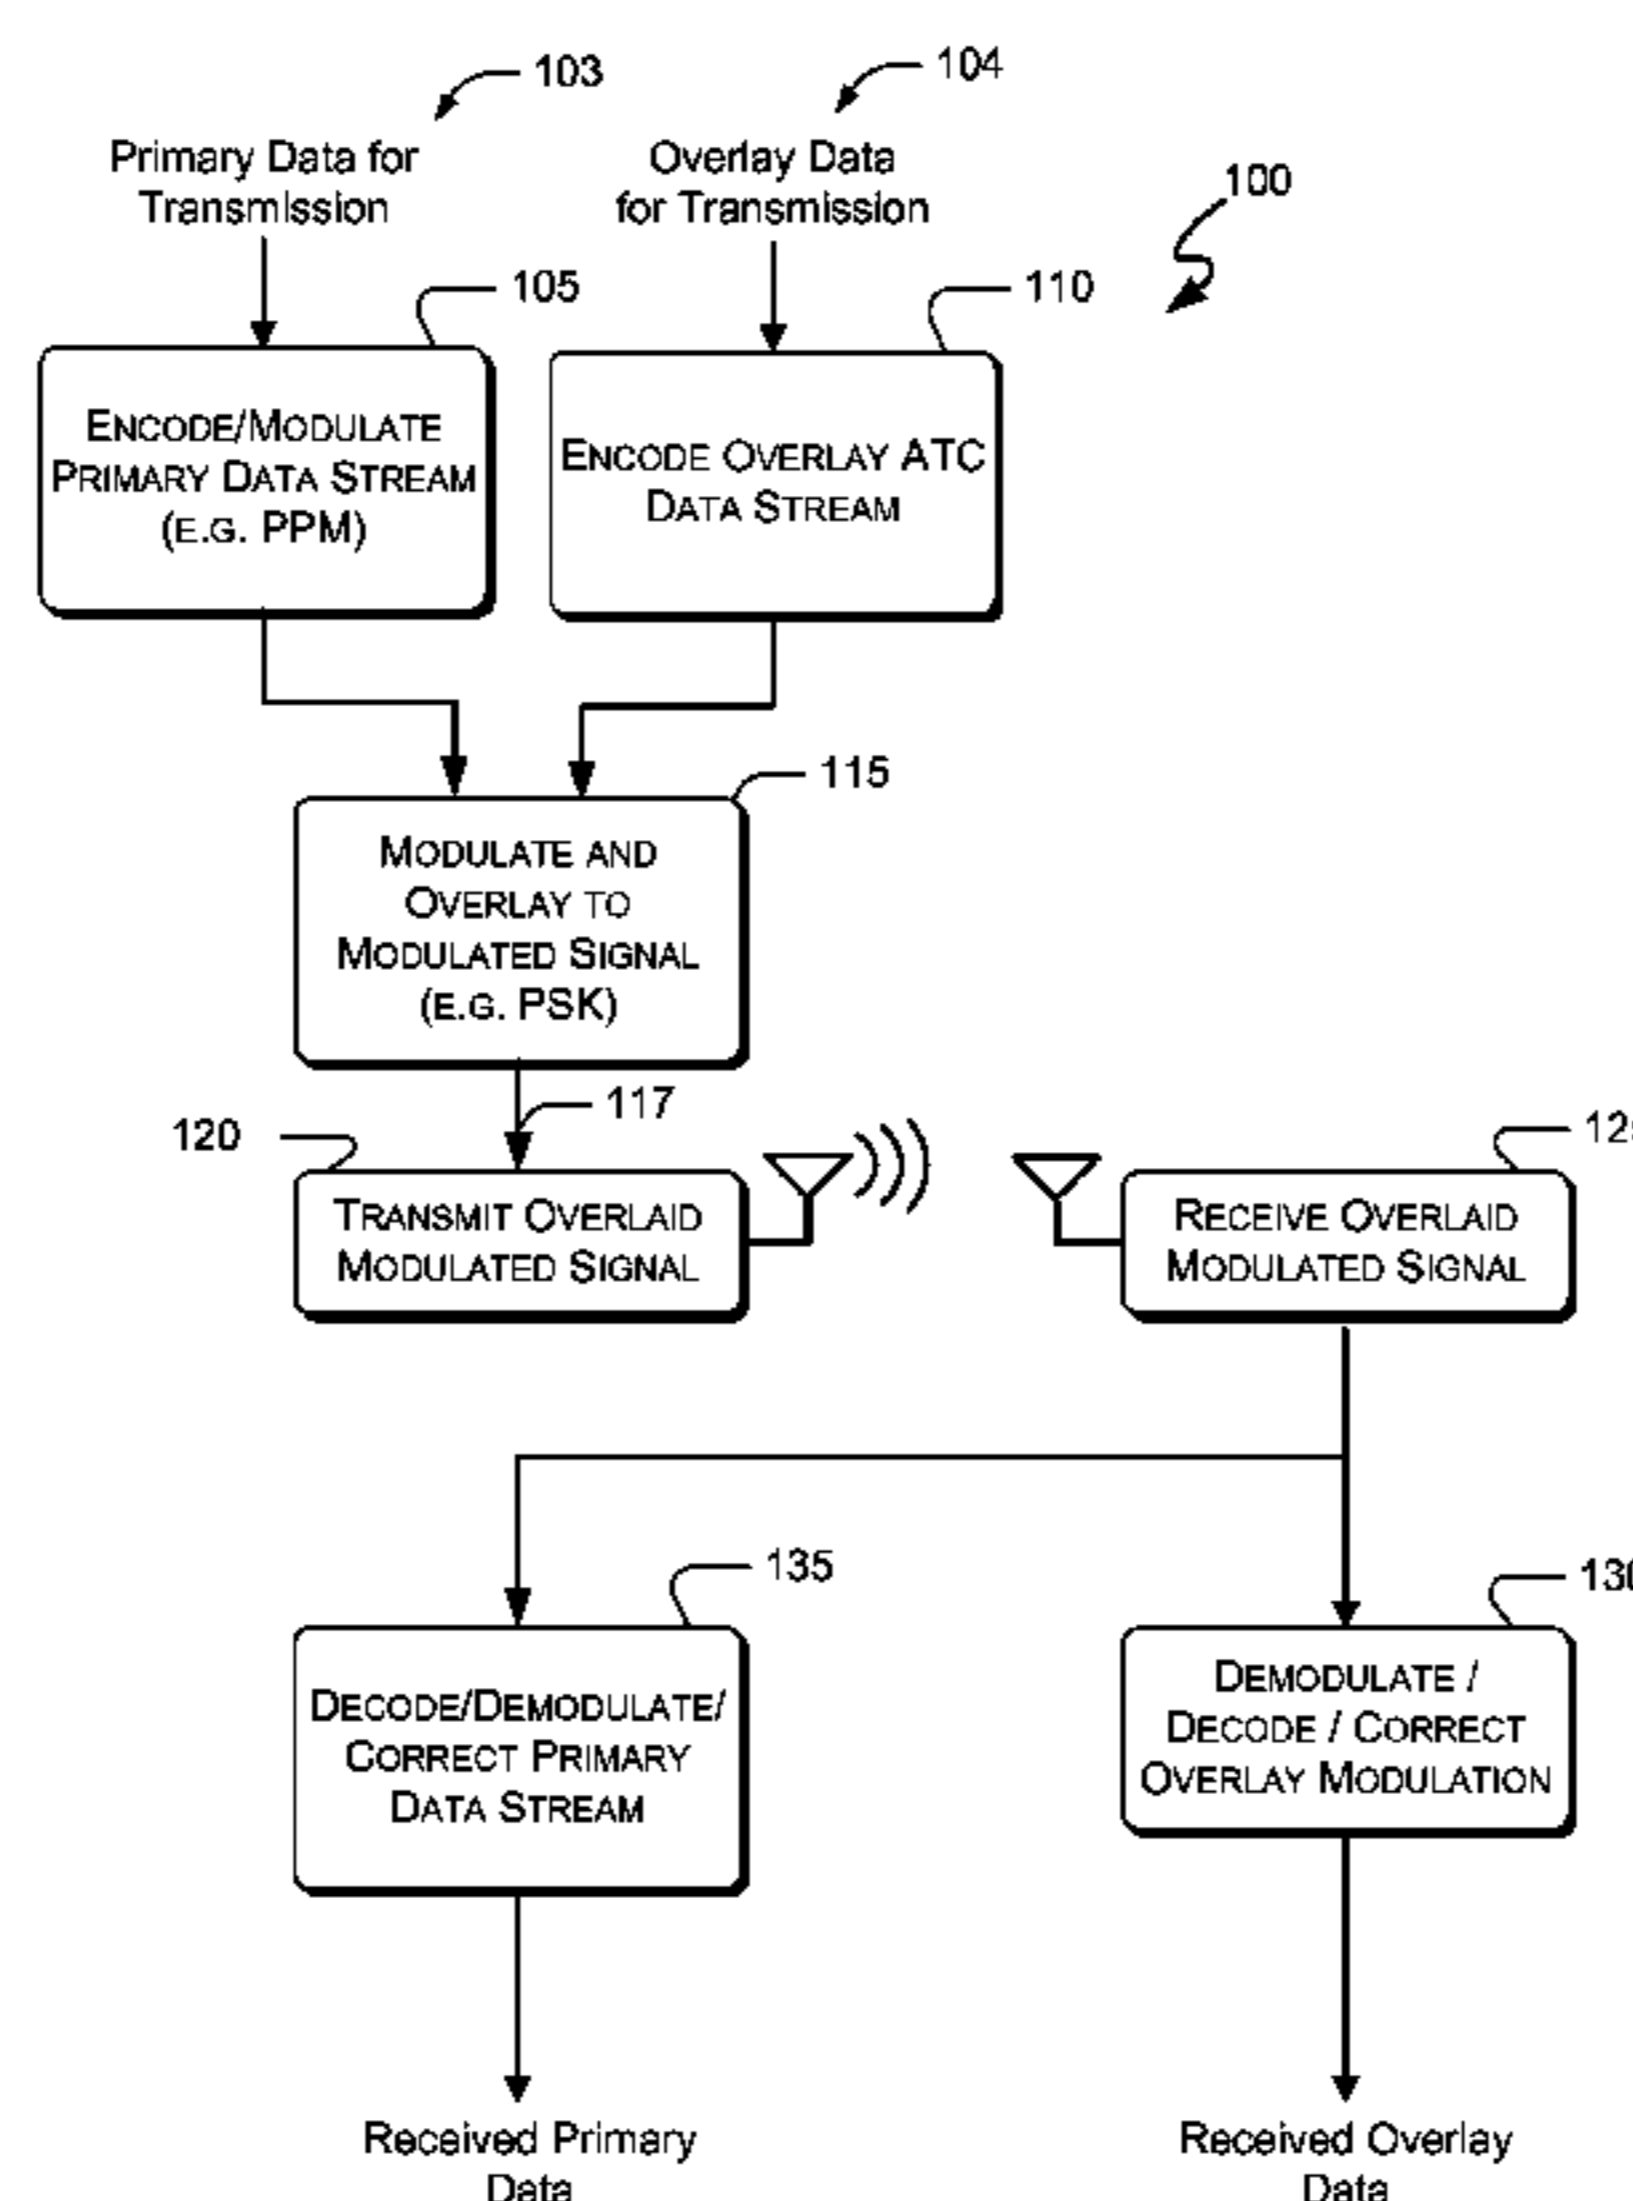 103
104
Primary Data for
Transmission
Overlay Data
for Transmission
100
105
110
ENCODE/MODULATE
PRIMARY DATA STREAM
(E.G. PPM)
ENCODE OVERLAY ATC
DATA STREAM
115
MODULATE AND
OVERLAY TO
MODULATED SIGNAL
(E.G. PSK)
117
120
TRANSMIT OVERLAID
MODULATED SIGNAL
RECEIVE OVERLAID
MODULATED SIGNAL
135
130
DECODE/DEMODULATE/
CORRECT PRIMARY
DATA STREAM
DEMODULATE /
DECODE / CORRECT
OVERLAY MODULATION
Received Primary
Data
Received Overlay
Data